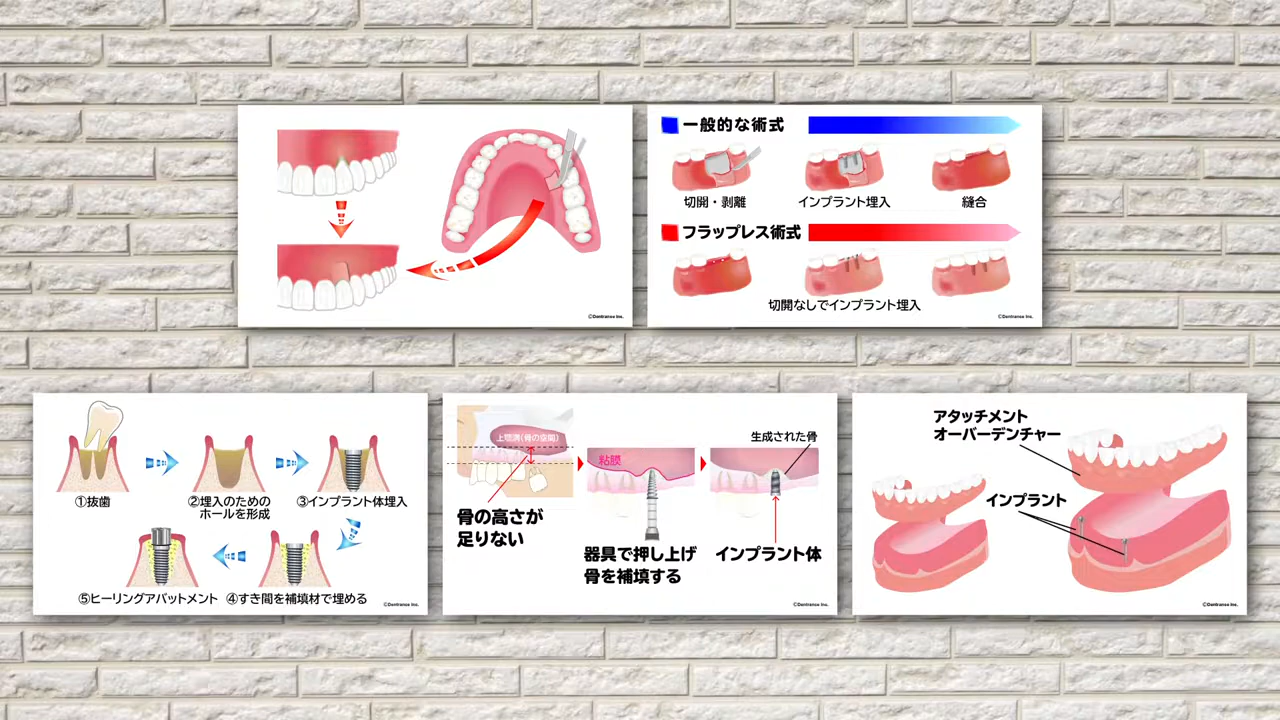 ©Dentranse Inc.
一般的な術式
切開・剥離
インプラント埋入
縫合
フラップレス術式
切開なしでインプラント埋入
©Dentranse Inc.
①抜歯
②埋入のための
ホールを形成
③インプラント体埋入
⑤ヒーリングアバットメント
④すき間を補填材で埋める
©Dentranse Inc.
上顎洞(骨の空間)
骨の高さが
足りない
粘膜
器具で押し上げ
骨を補填する
生成された骨
インプラント体
©Dentranse Inc.
アタッチメント
オーバーデンチャー
インプラント
©Dentranse Inc.